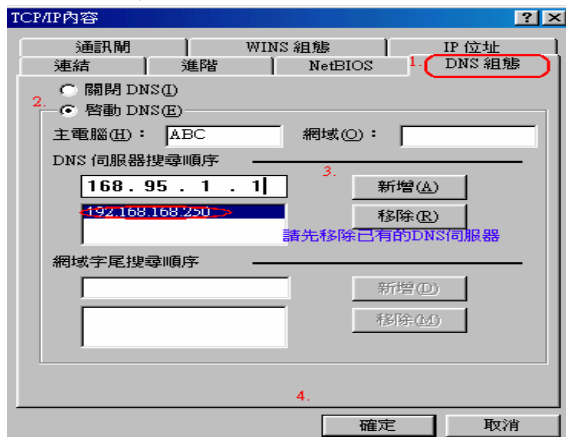 TCP/IP內容
通訊閘 WINS 組態 IP 位址
連結 進階 NetBIOS 1. DNS 組態
關閉 DNS(I)
2. 啓動 DNS(E)
主電腦(H)： ABC 網域(O)：
DNS 伺服器搜尋順序
3.
168 . 95 . 1 . 1 新增(A)
192.168.168.250 移除(R)
請先移除已有的DNS伺服器
網域字尾搜尋順序
新增(D)
移除(M)
4.
確定 取消